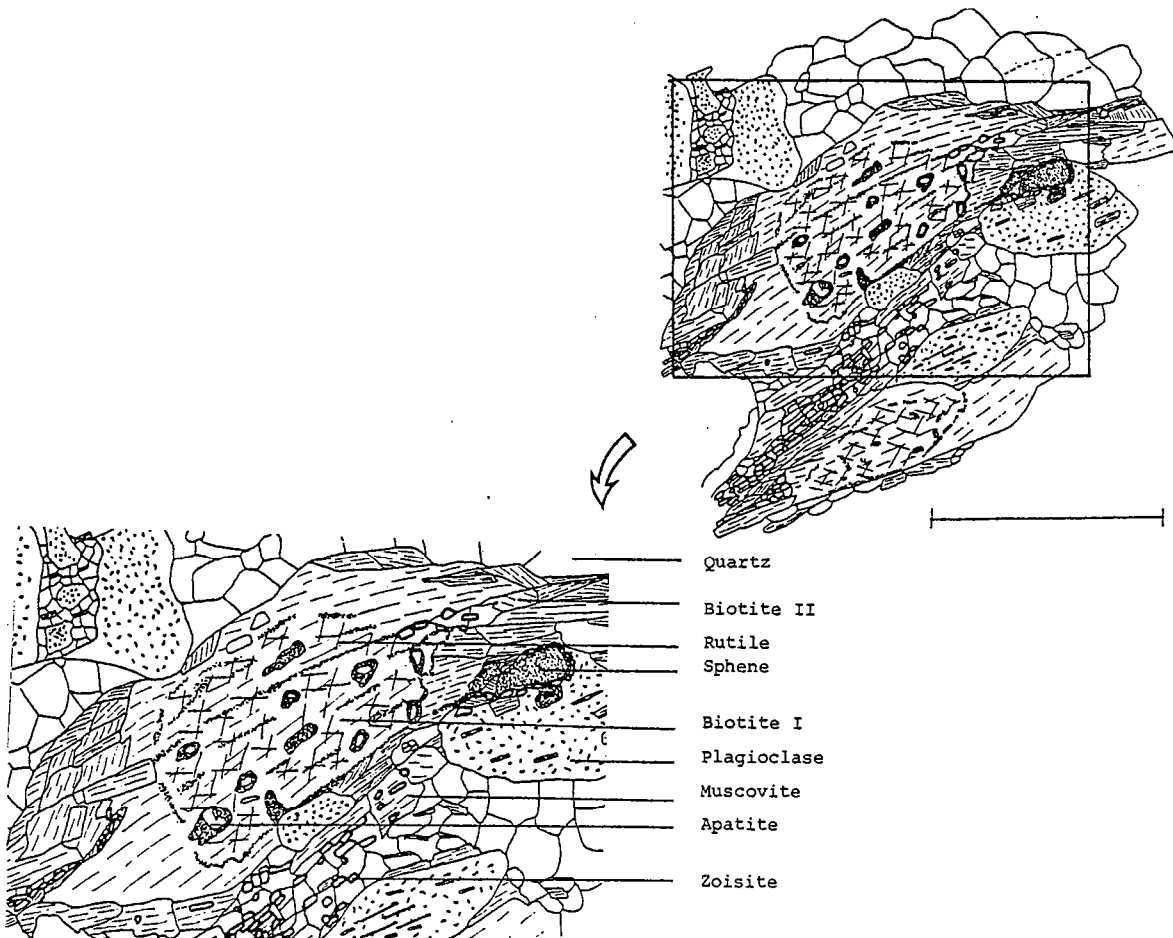 Quartz
Biotite II
Rutile
Sphene
Biotite I
Plagioclase
Muscovite
Apatite
Zoisite